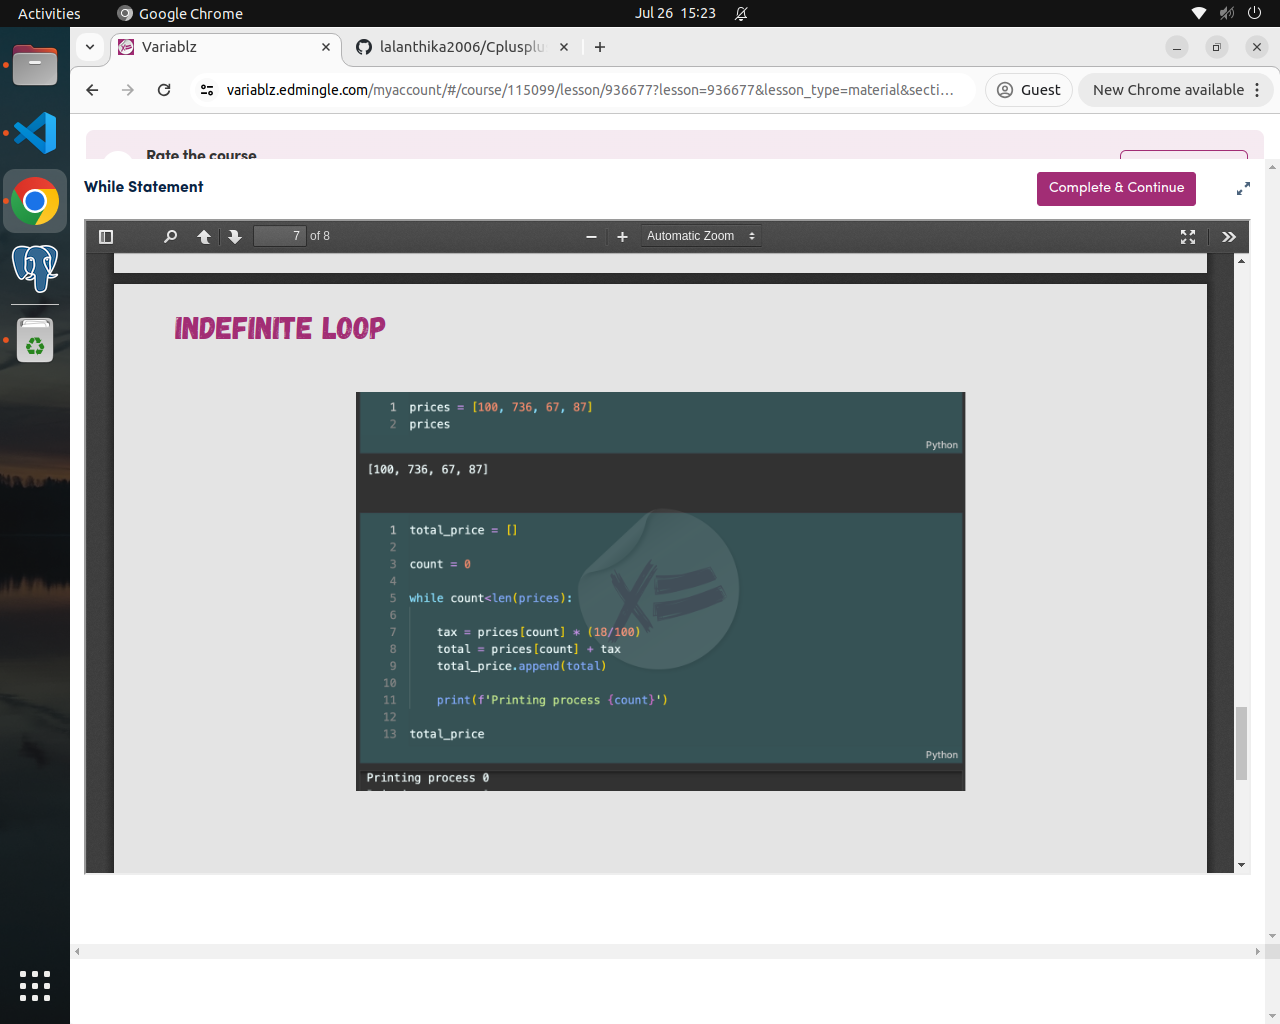 Activities
Google Chrome
Jul 26 15:23
Variablz
lalanthika2006/Cplusplu
variablz.edmingle.com/myaccount/#/course/115099/lesson/936677?lesson=936677&lesson_type=material&secti...
Guest
New Chrome available
Rate the course
While Statement
Complete & Continue
7 of 8
Automatic Zoom
INDEFINITE LOOP
1 prices = [100, 736, 67, 87]
2 prices
Python
[100, 736, 67, 87]
1 total_price = []
2
3 count = 0
4
5 while count<len(prices):
6
7 tax = prices[count] * (18/100)
8 total = prices[count] + tax
9 total_price.append(total)
10
11 print(f'Printing process {count}')
12
13 total_price
Python
Printing process 0